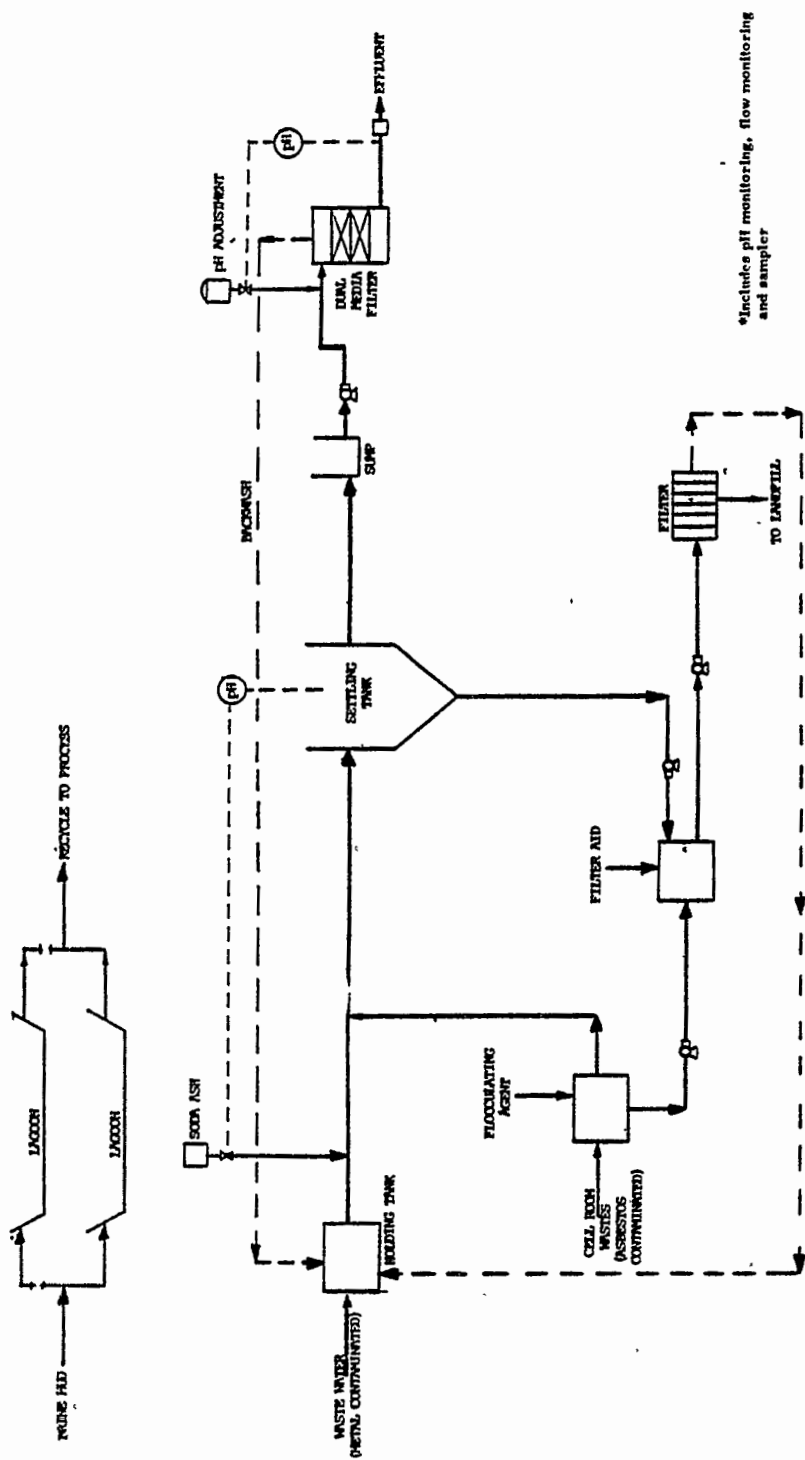 BRINE MUD
LAGOON
LAGOON
RECYCLE TO PROCESS
SODA ASH
pH
BACKWASH
pH ADJUSTMENT
pH
WASTE WATER
(METAL CONTAMINATED)
HOLDING TANK
SETTLING
TANK
SUMP
DUAL
MEDIA
FILTER
EFFLUENT
CELL ROOM
WASTES
(ASBESTOS
CONTAMINATED)
FLOCCULATING
AGENT
FILTER AID
FILTER
TO LANDFILL
*Includes pH monitoring, flow monitoring
and sampler